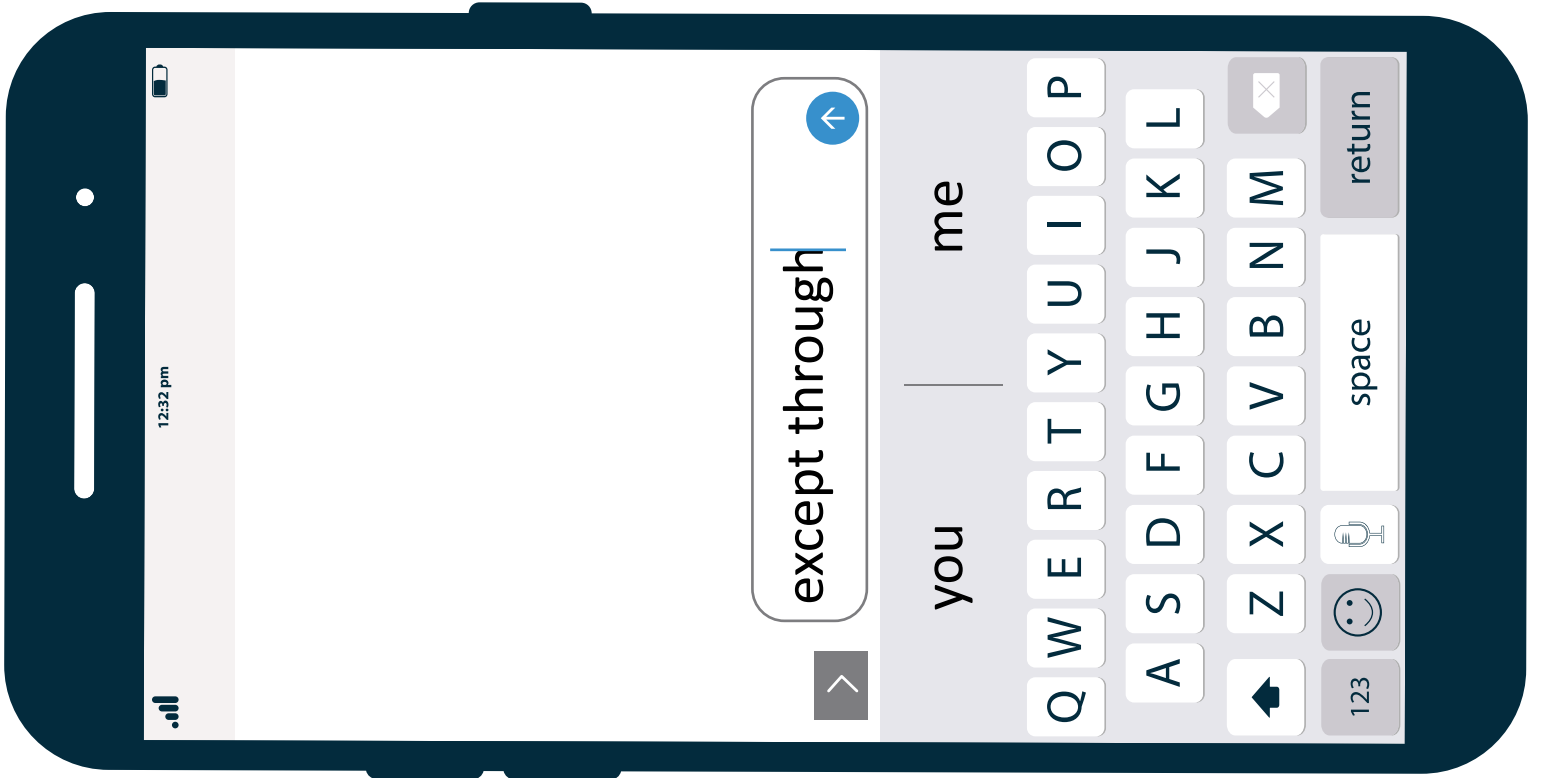 12:32 pm
except through
you
me
Q W E R T Y U I O P
A S D F G H J K L
Z X C V B N M
123
space
return